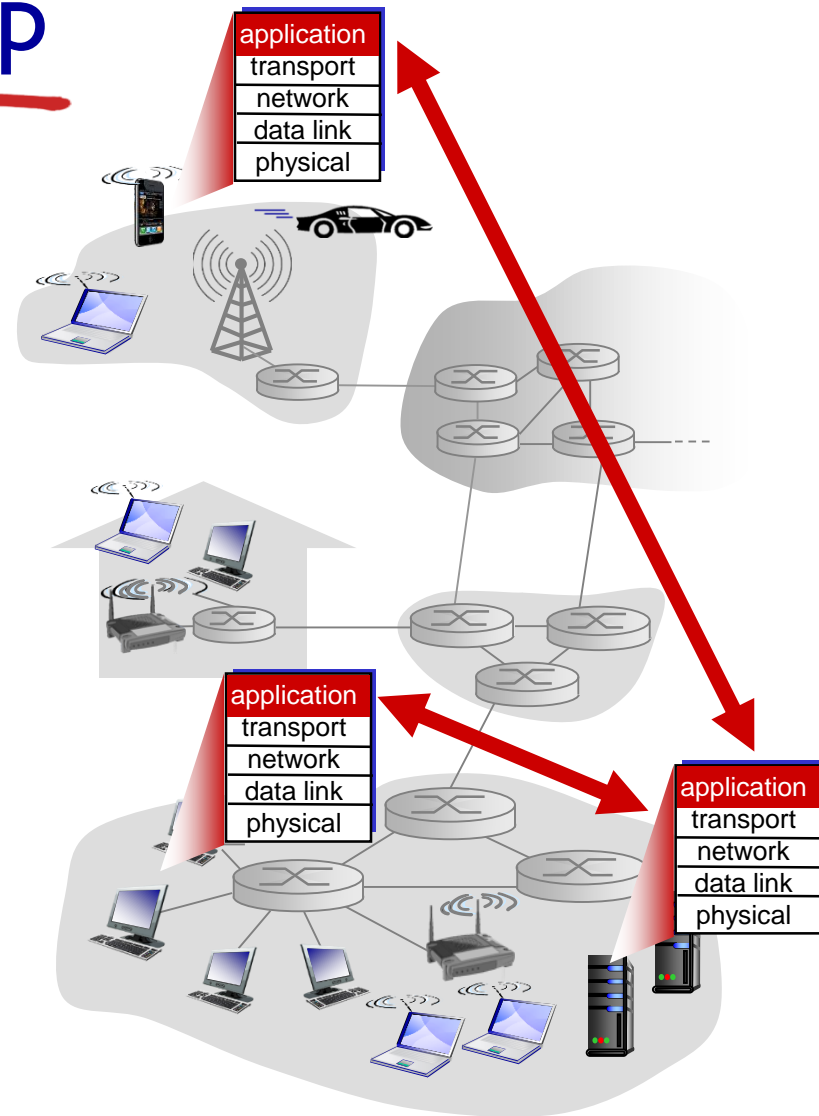 p
application
transport
network
data link
physical
application
transport
network
data link
physical
application
transport
network
data link
physical